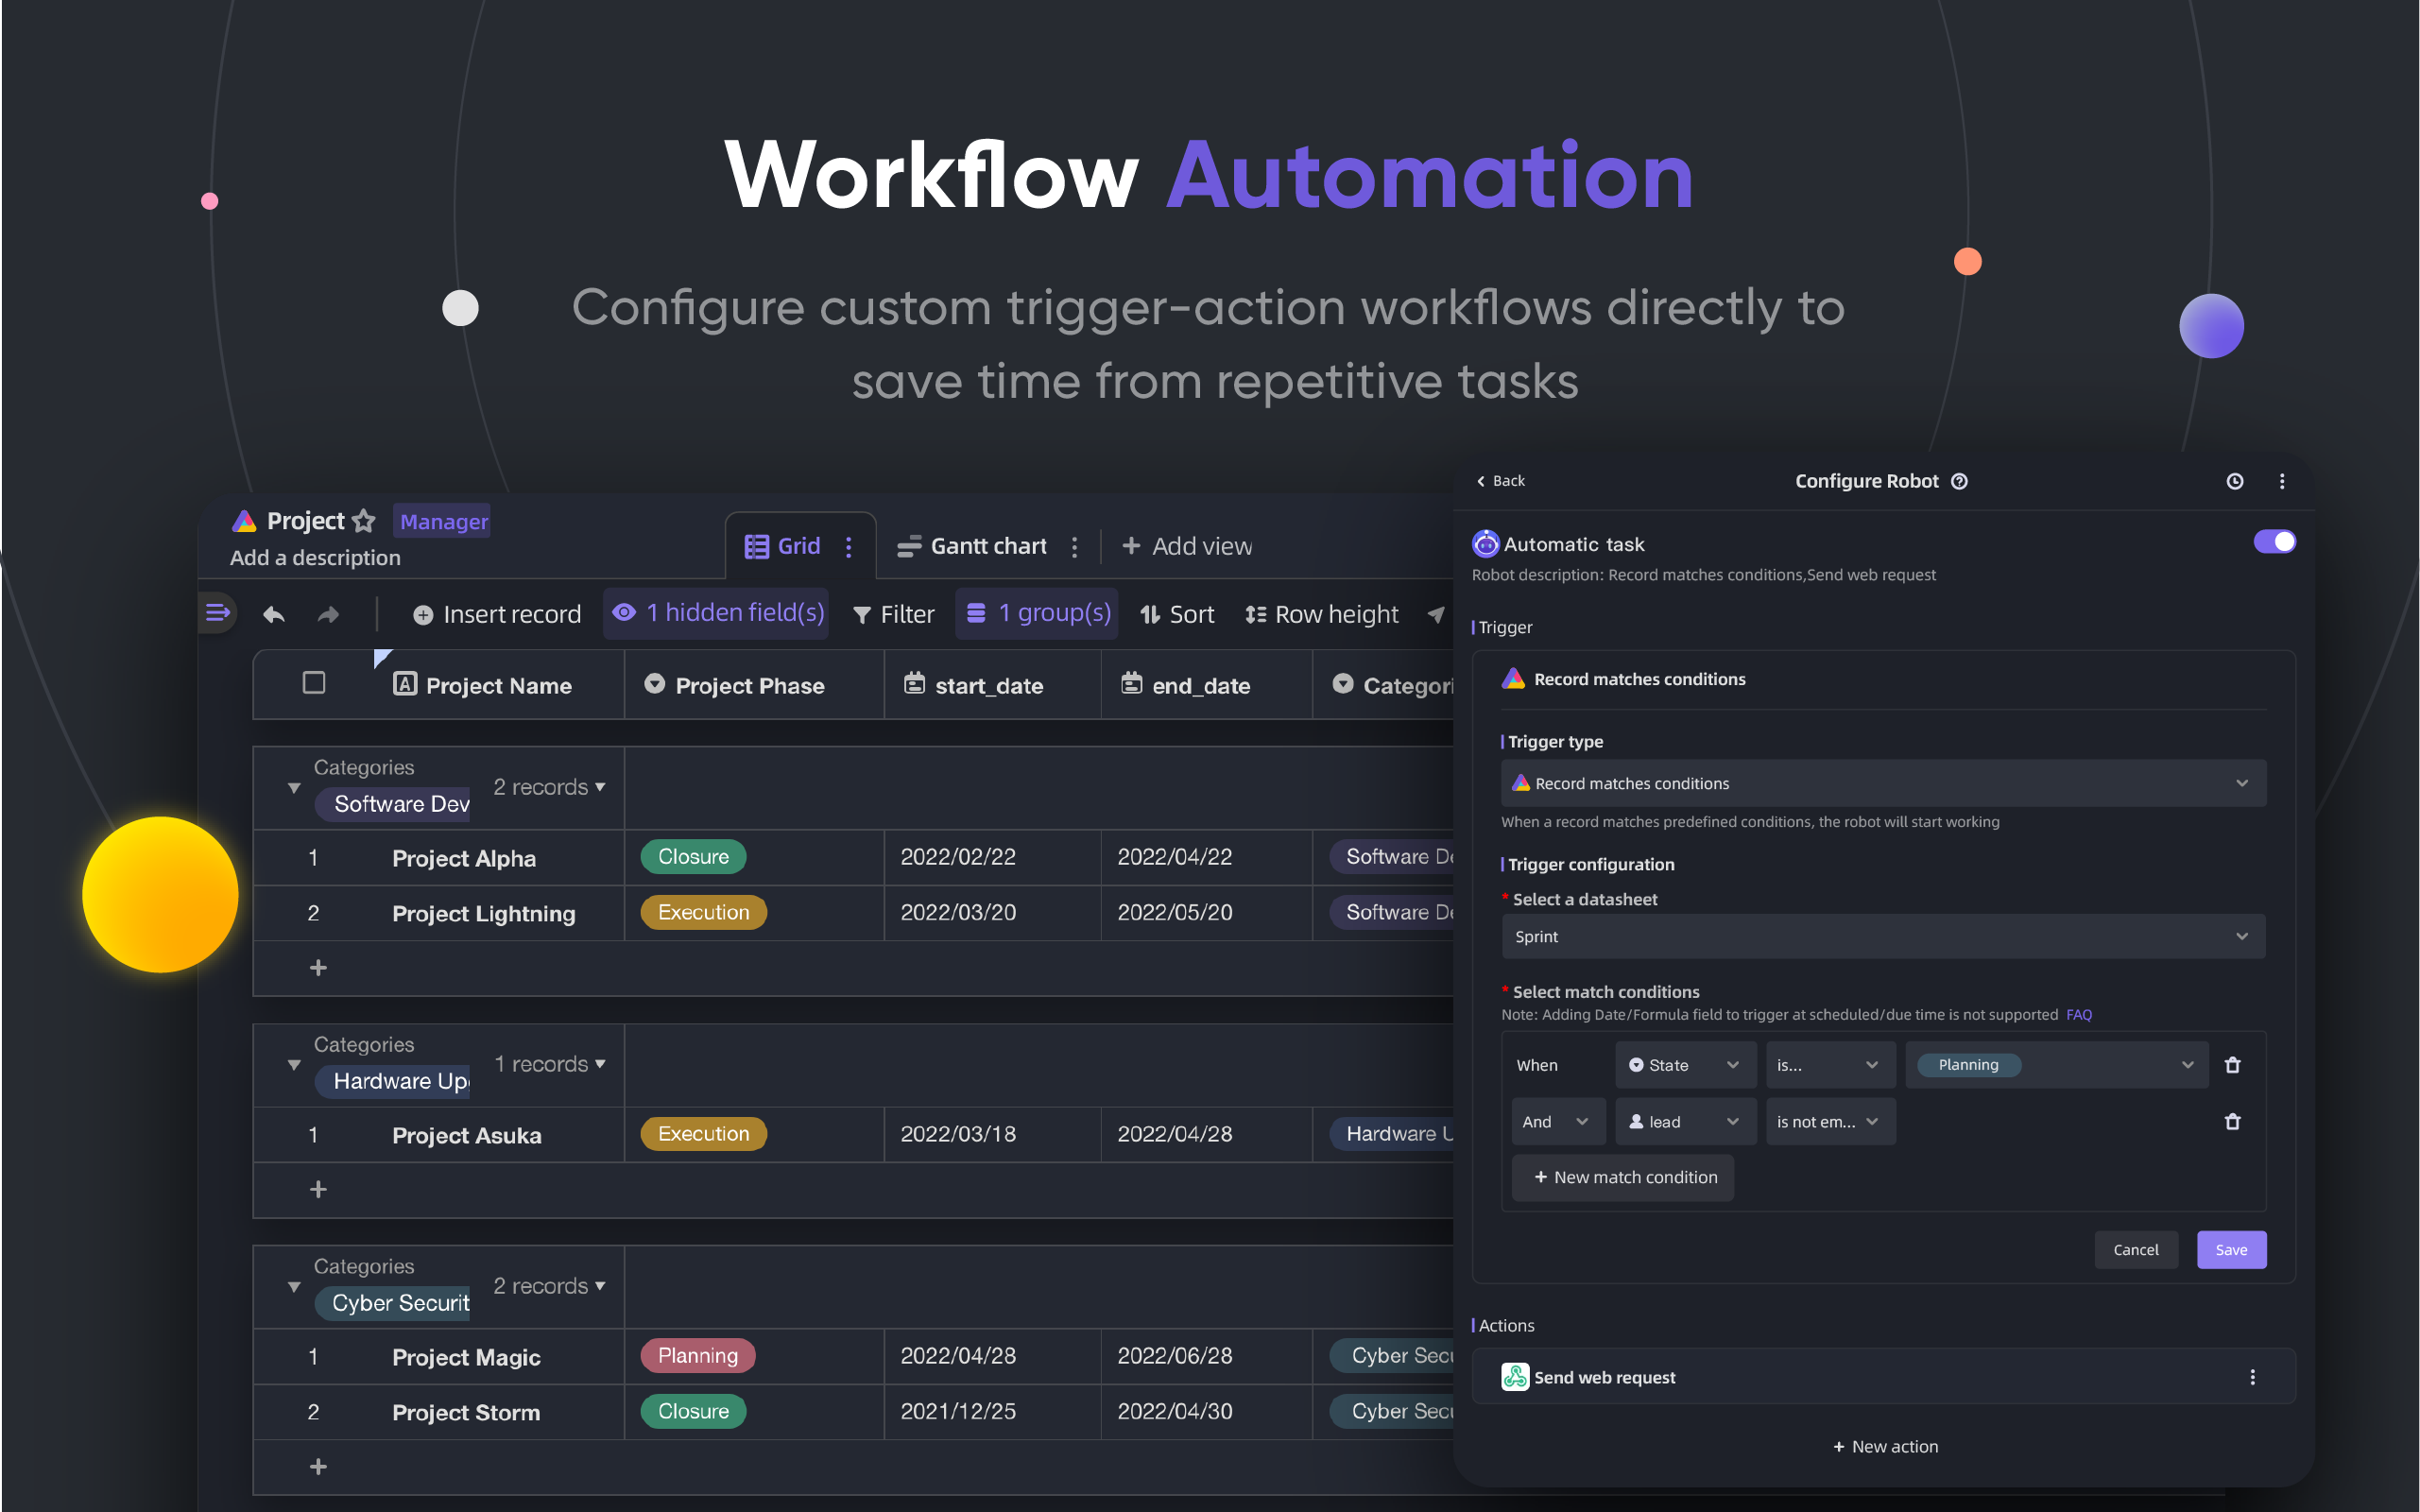 Workflow Automation
Configure custom trigger-action workflows directly to
save time from repetitive tasks
Project Manager
Add a description
Grid
Gantt chart
+ Add view
Insert record
1 hidden field(s)
Filter
1 group(s)
Sort
Row height
Project Name
Project Phase
start_date
end_date
Categori
Categories
Software Dev
2 records
1 Project Alpha Closure 2022/02/22 2022/04/22 Software De
2 Project Lightning Execution 2022/03/20 2022/05/20 Software De
+
Categories
Hardware Up
1 records
1 Project Asuka Execution 2022/03/18 2022/04/28 Hardware U
+
Categories
Cyber Securit
2 records
1 Project Magic Planning 2022/04/28 2022/06/28 Cyber Secu
2 Project Storm Closure 2021/12/25 2022/04/30 Cyber Secu
+
Back
Configure Robot
Automatic task
Robot description: Record matches conditions,Send web request
Trigger
Record matches conditions
Trigger type
Record matches conditions
When a record matches predefined conditions, the robot will start working
Trigger configuration
* Select a datasheet
Sprint
* Select match conditions
Note: Adding Date/Formula field to trigger at scheduled/due time is not supported FAQ
When State is... Planning
And lead is not em...
+ New match condition
Cancel
Save
Actions
Send web request
+ New action